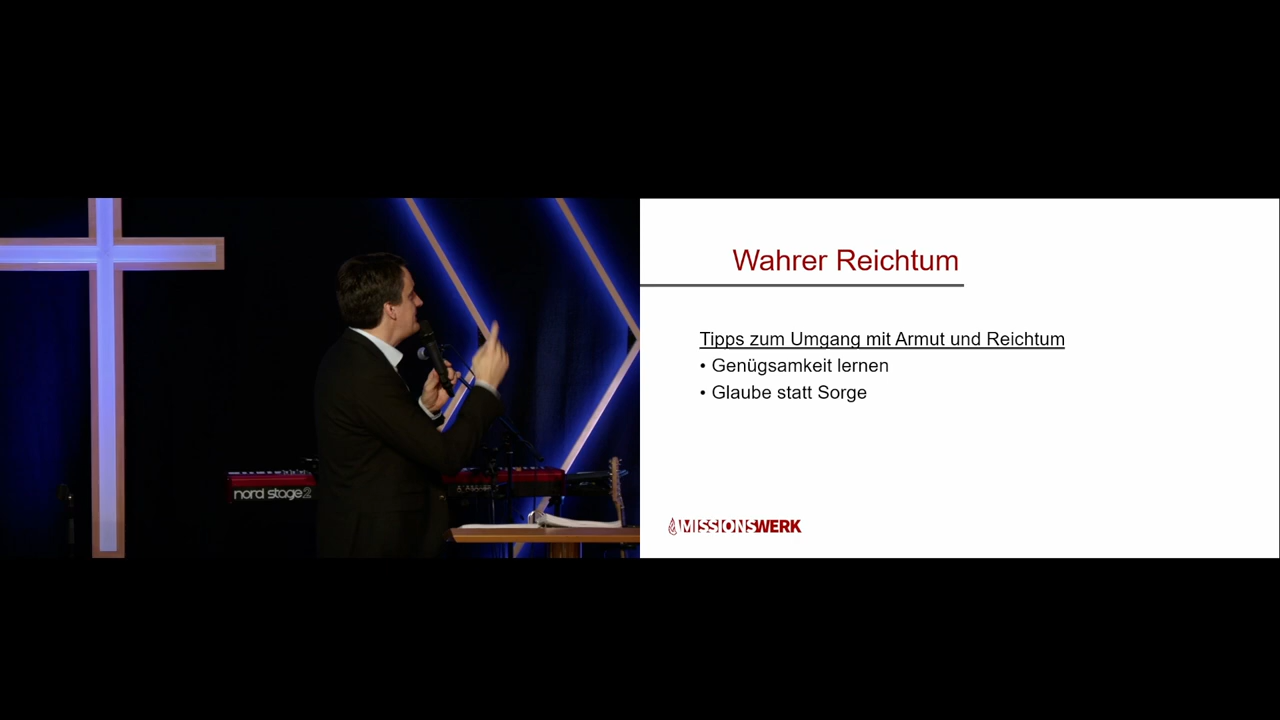 nord stage2
Wahrer Reichtum
Tipps zum Umgang mit Armut und Reichtum
• Genügsamkeit lernen
• Glaube statt Sorge
MISSIONSWERK